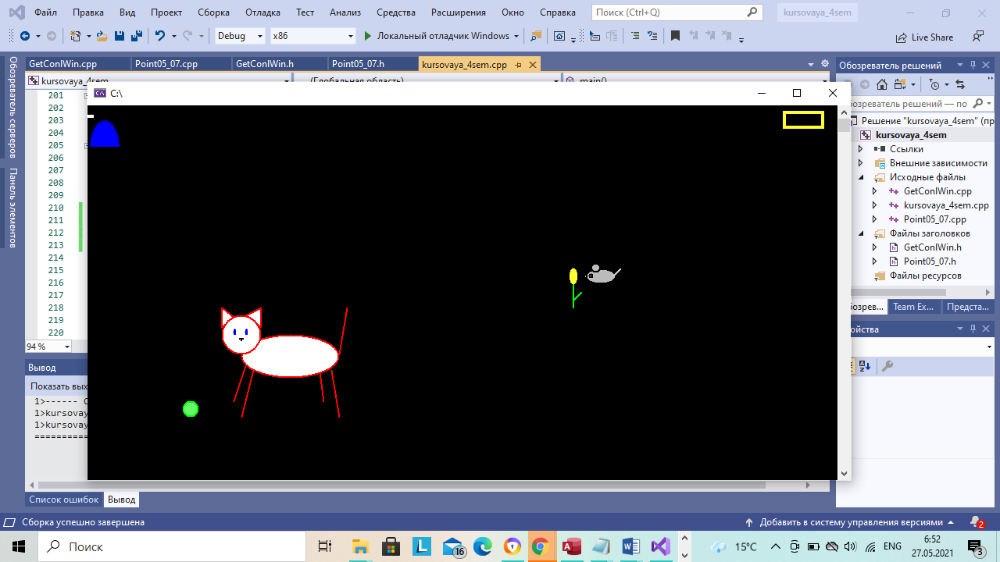 Файл Правка Вид Проект Сборка Отладка Тест Анализ Средства Расширения Окно Справка Поиск (Ctrl+Q) kursovaya_4sem
Debug x86 Локальный отладчик Windows Live Share
GetConlWin.cpp Point05_07.cpp GetConlWin.h Point05_07.h kursovaya_4sem.cpp Обозреватель решений
kursovaya_4sem (Глобальная область) main()
Обозреватель серверов
Панель элементов
201
202
203
204
205
206
207
208
209
210
211
212
213
214
215
216
217
218
219
220
94 %
C:\
Решение "kursovaya_4sem" (пр
kursovaya_4sem
Ссылки
Внешние зависимости
Исходные файлы
GetConlWin.cpp
kursovaya_4sem.cpp
Point05_07.cpp
Файлы заголовков
GetConlWin.h
Point05_07.h
Файлы ресурсов
Team Ex... Предста...
Вывод
Показать вых
1>------ С
1>kursovay
1>kursovay
==========
Список ошибок Вывод
Сборка успешно завершена Добавить в систему управления версиями 2
Поиск 16 15°C ENG 6:52
27.05.2021 3